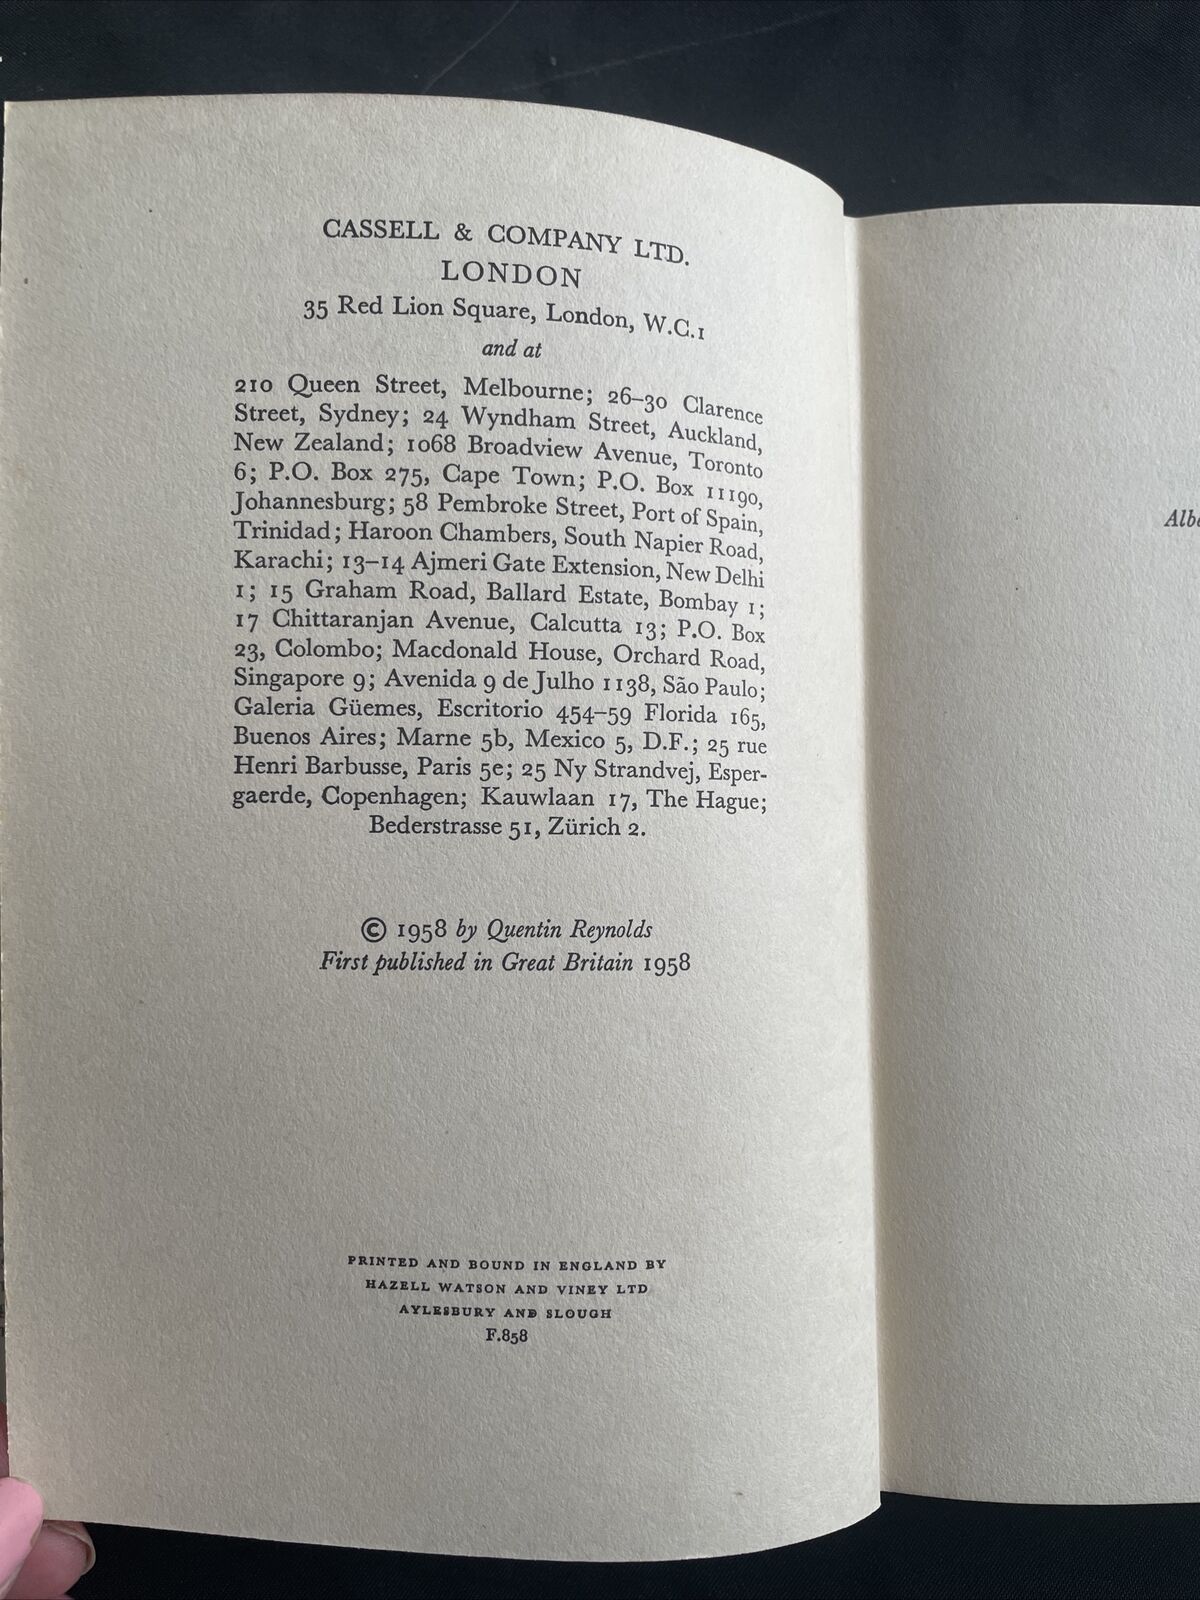 CASSELL & COMPANY LTD.
LONDON
35 Red Lion Square, London, W.C.1
and at
210 Queen Street, Melbourne; 26–30 Clarence
Street, Sydney; 24 Wyndham Street, Auckland,
New Zealand; 1068 Broadview Avenue, Toronto
6; P.O. Box 275, Cape Town; P.O. Box 11190,
Johannesburg; 58 Pembroke Street, Port of Spain,
Trinidad; Haroon Chambers, South Napier Road,
Karachi; 13–14 Ajmeri Gate Extension, New Delhi
1; 15 Graham Road, Ballard Estate, Bombay 1;
17 Chittaranjan Avenue, Calcutta 13; P.O. Box
23, Colombo; Macdonald House, Orchard Road,
Singapore 9; Avenida 9 de Julho 1138, São Paulo;
Galeria Güemes, Escritorio 454–59 Florida 165,
Buenos Aires; Marne 5b, Mexico 5, D.F.; 25 rue
Henri Barbusse, Paris 5e; 25 Ny Strandvej, Esper-
gaerde, Copenhagen; Kauwlaan 17, The Hague;
Bederstrasse 51, Zürich 2.
© 1958 by Quentin Reynolds
First published in Great Britain 1958
PRINTED AND BOUND IN ENGLAND BY
HAZELL WATSON AND VINEY LTD
AYLESBURY AND SLOUGH
F.858